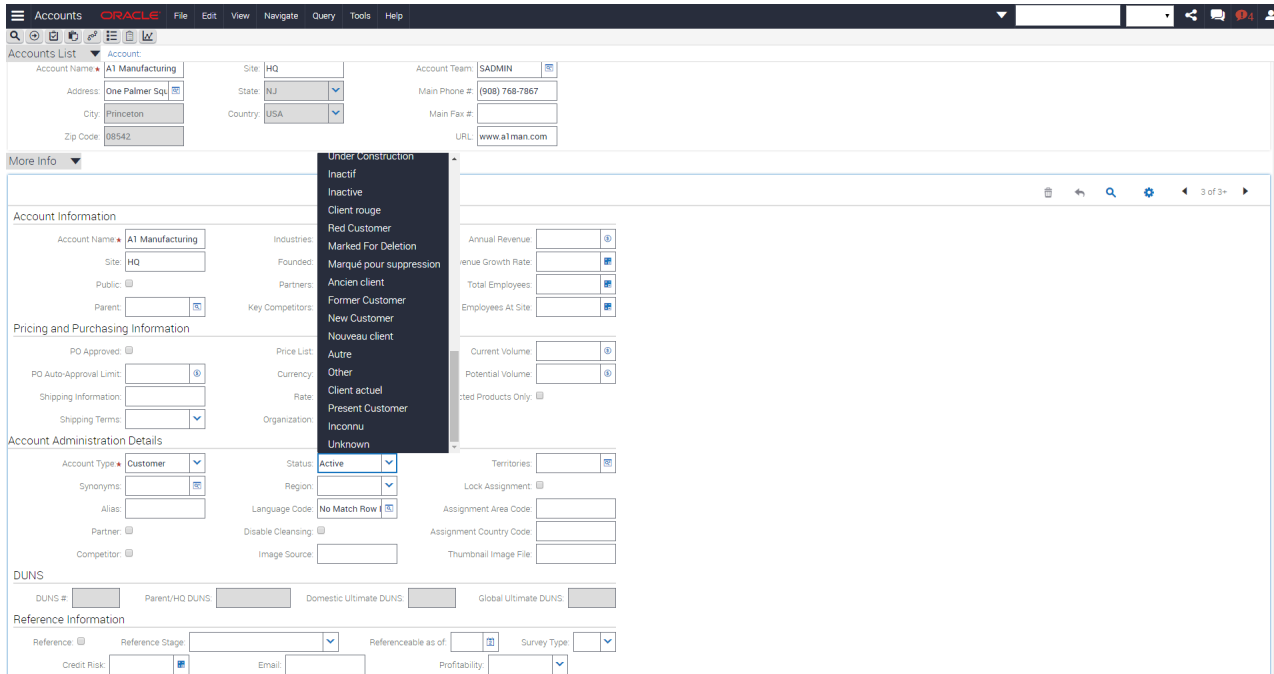 Accounts ORACLE File Edit View Navigate Query Tools Help 4
Accounts List Account:
Account Name:★ A1 Manufacturing Site: HQ Account Team: SADMIN
Address: One Palmer Squ State: NJ Main Phone #: (908) 768-7867
City: Princeton Country: USA Main Fax #:
Zip Code: 08542 URL: www.a1man.com
More Info
Under Construction
Inactif
Inactive
Client rouge
Red Customer
Marked For Deletion
Marqué pour suppression
Ancien client
Former Customer
New Customer
Nouveau client
Autre
Other
Client actuel
Present Customer
Inconnu
Unknown
3 of 3+
Account Information
Account Name:★ A1 Manufacturing Industries: Annual Revenue:
Site: HQ Founded: enue Growth Rate:
Public: Partners: Total Employees:
Parent: Key Competitors: Employees At Site:
Pricing and Purchasing Information
PO Approved: Price List: Current Volume:
PO Auto-Approval Limit: Currency: Potential Volume:
Shipping Information: Rate: cted Products Only:
Shipping Terms: Organization:
Account Administration Details
Account Type:★ Customer Status: Active Territories:
Synonyms: Region: Lock Assignment:
Alias: Language Code: No Match Row I Assignment Area Code:
Partner: Disable Cleansing: Assignment Country Code:
Competitor: Image Source: Thumbnail Image File:
DUNS
DUNS #: Parent/HQ DUNS: Domestic Ultimate DUNS: Global Ultimate DUNS:
Reference Information
Reference: Reference Stage: Referenceable as of: Survey Type:
Credit Risk: Email: Profitability: